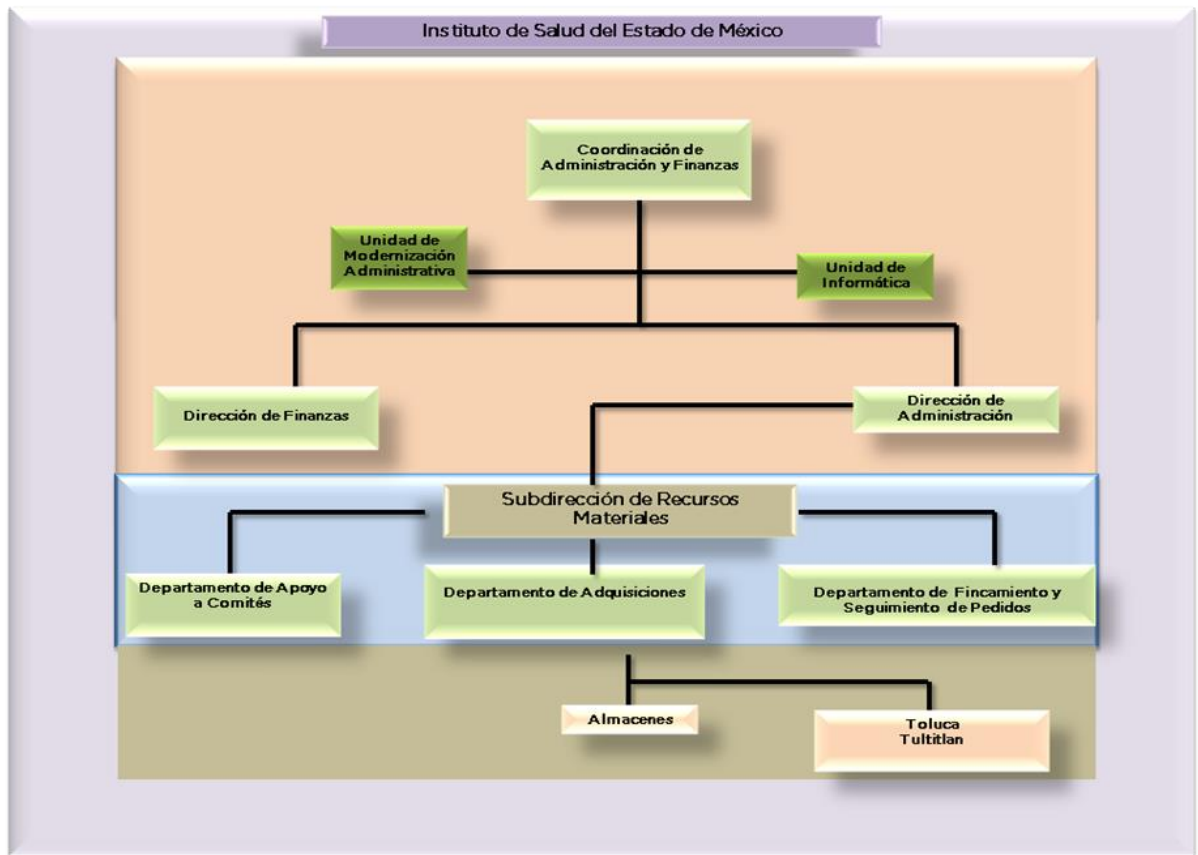 Instituto de Salud del Estado de México
Coordinación de
Administración y Finanzas
Unidad de
Modernización
Administrativa
Unidad de
Informática
Dirección de Finanzas
Dirección de
Administración
Subdirección de Recursos
Materiales
Departamento de Apoyo
a Comités
Departamento de Adquisiciones
Departamento de Fincamiento y
Seguimiento de Pedidos
Almacenes
Toluca
Tultitlan